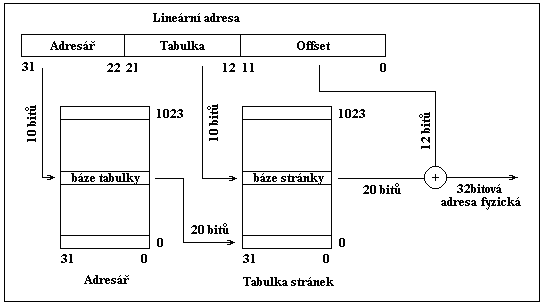 Lineární adresa
Adresář Tabulka Offset
31 22 21 12 11 0
10 bitů
10 bitů
12 bitů
1023
1023
báze tabulky
báze stránky
20 bitů
+
32bitová
adresa fyzická
20 bitů
0
0
31 0
31 0
Adresář
Tabulka stránek